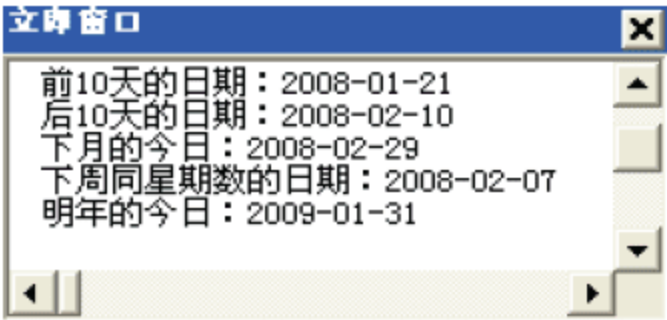 立即窗口
前10天的日期：2008-01-21
后10天的日期：2008-02-10
下月的今日：2008-02-29
下周同星期数的日期：2008-02-07
明年的今日：2009-01-31